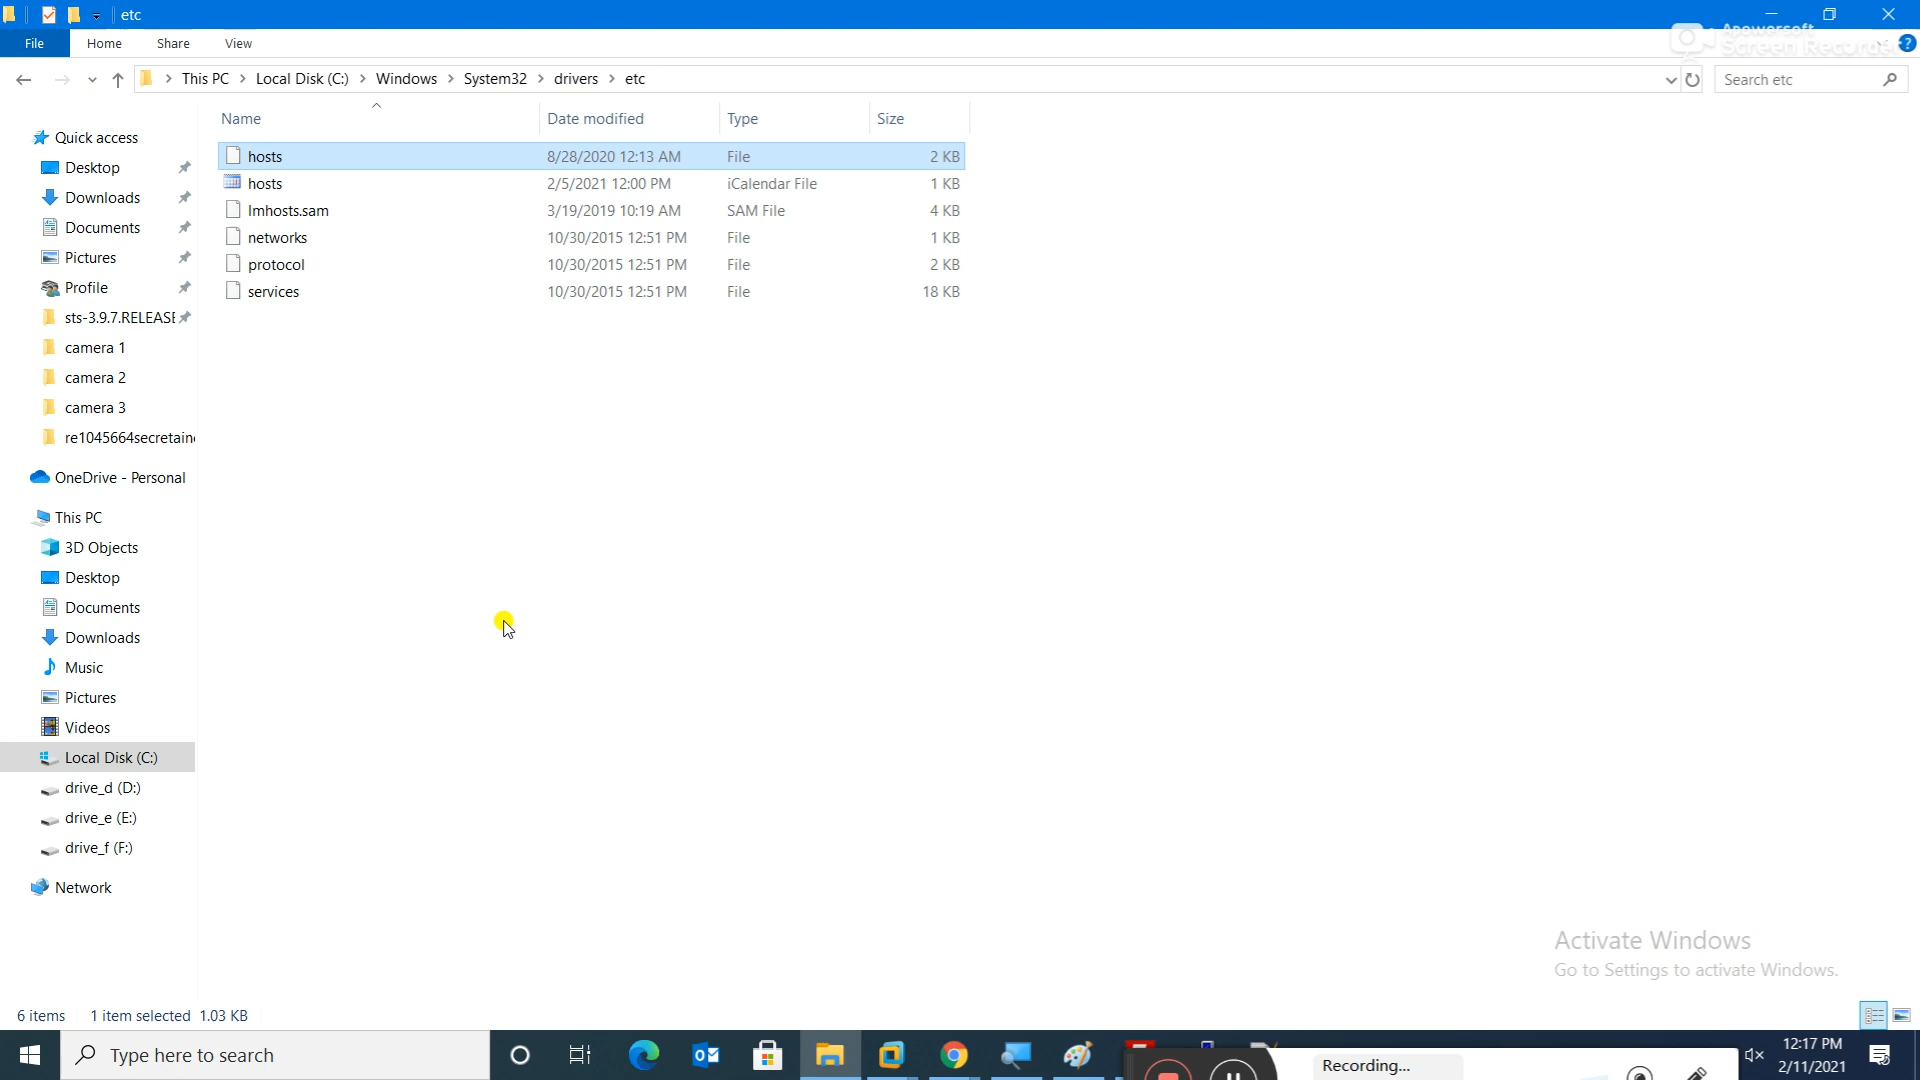 etc
File Home Share View
Apowersoft
Screen Recorder
This PC Local Disk (C:) Windows System32 drivers etc
Search etc
Name Date modified Type Size
hosts 8/28/2020 12:13 AM File 2 KB
hosts 2/5/2021 12:00 PM iCalendar File 1 KB
lmhosts.sam 3/19/2019 10:19 AM SAM File 4 KB
networks 10/30/2015 12:51 PM File 1 KB
protocol 10/30/2015 12:51 PM File 2 KB
services 10/30/2015 12:51 PM File 18 KB
Quick access
Desktop
Downloads
Documents
Pictures
Profile
sts-3.9.7.RELEASE
camera 1
camera 2
camera 3
re1045664secretain
OneDrive - Personal
This PC
3D Objects
Desktop
Documents
Downloads
Music
Pictures
Videos
Local Disk (C:)
drive_d (D:)
drive_e (E:)
drive_f (F:)
Network
Activate Windows
Go to Settings to activate Windows.
6 items 1 item selected 1.03 KB
Type here to search
Recording...
12:17 PM
2/11/2021